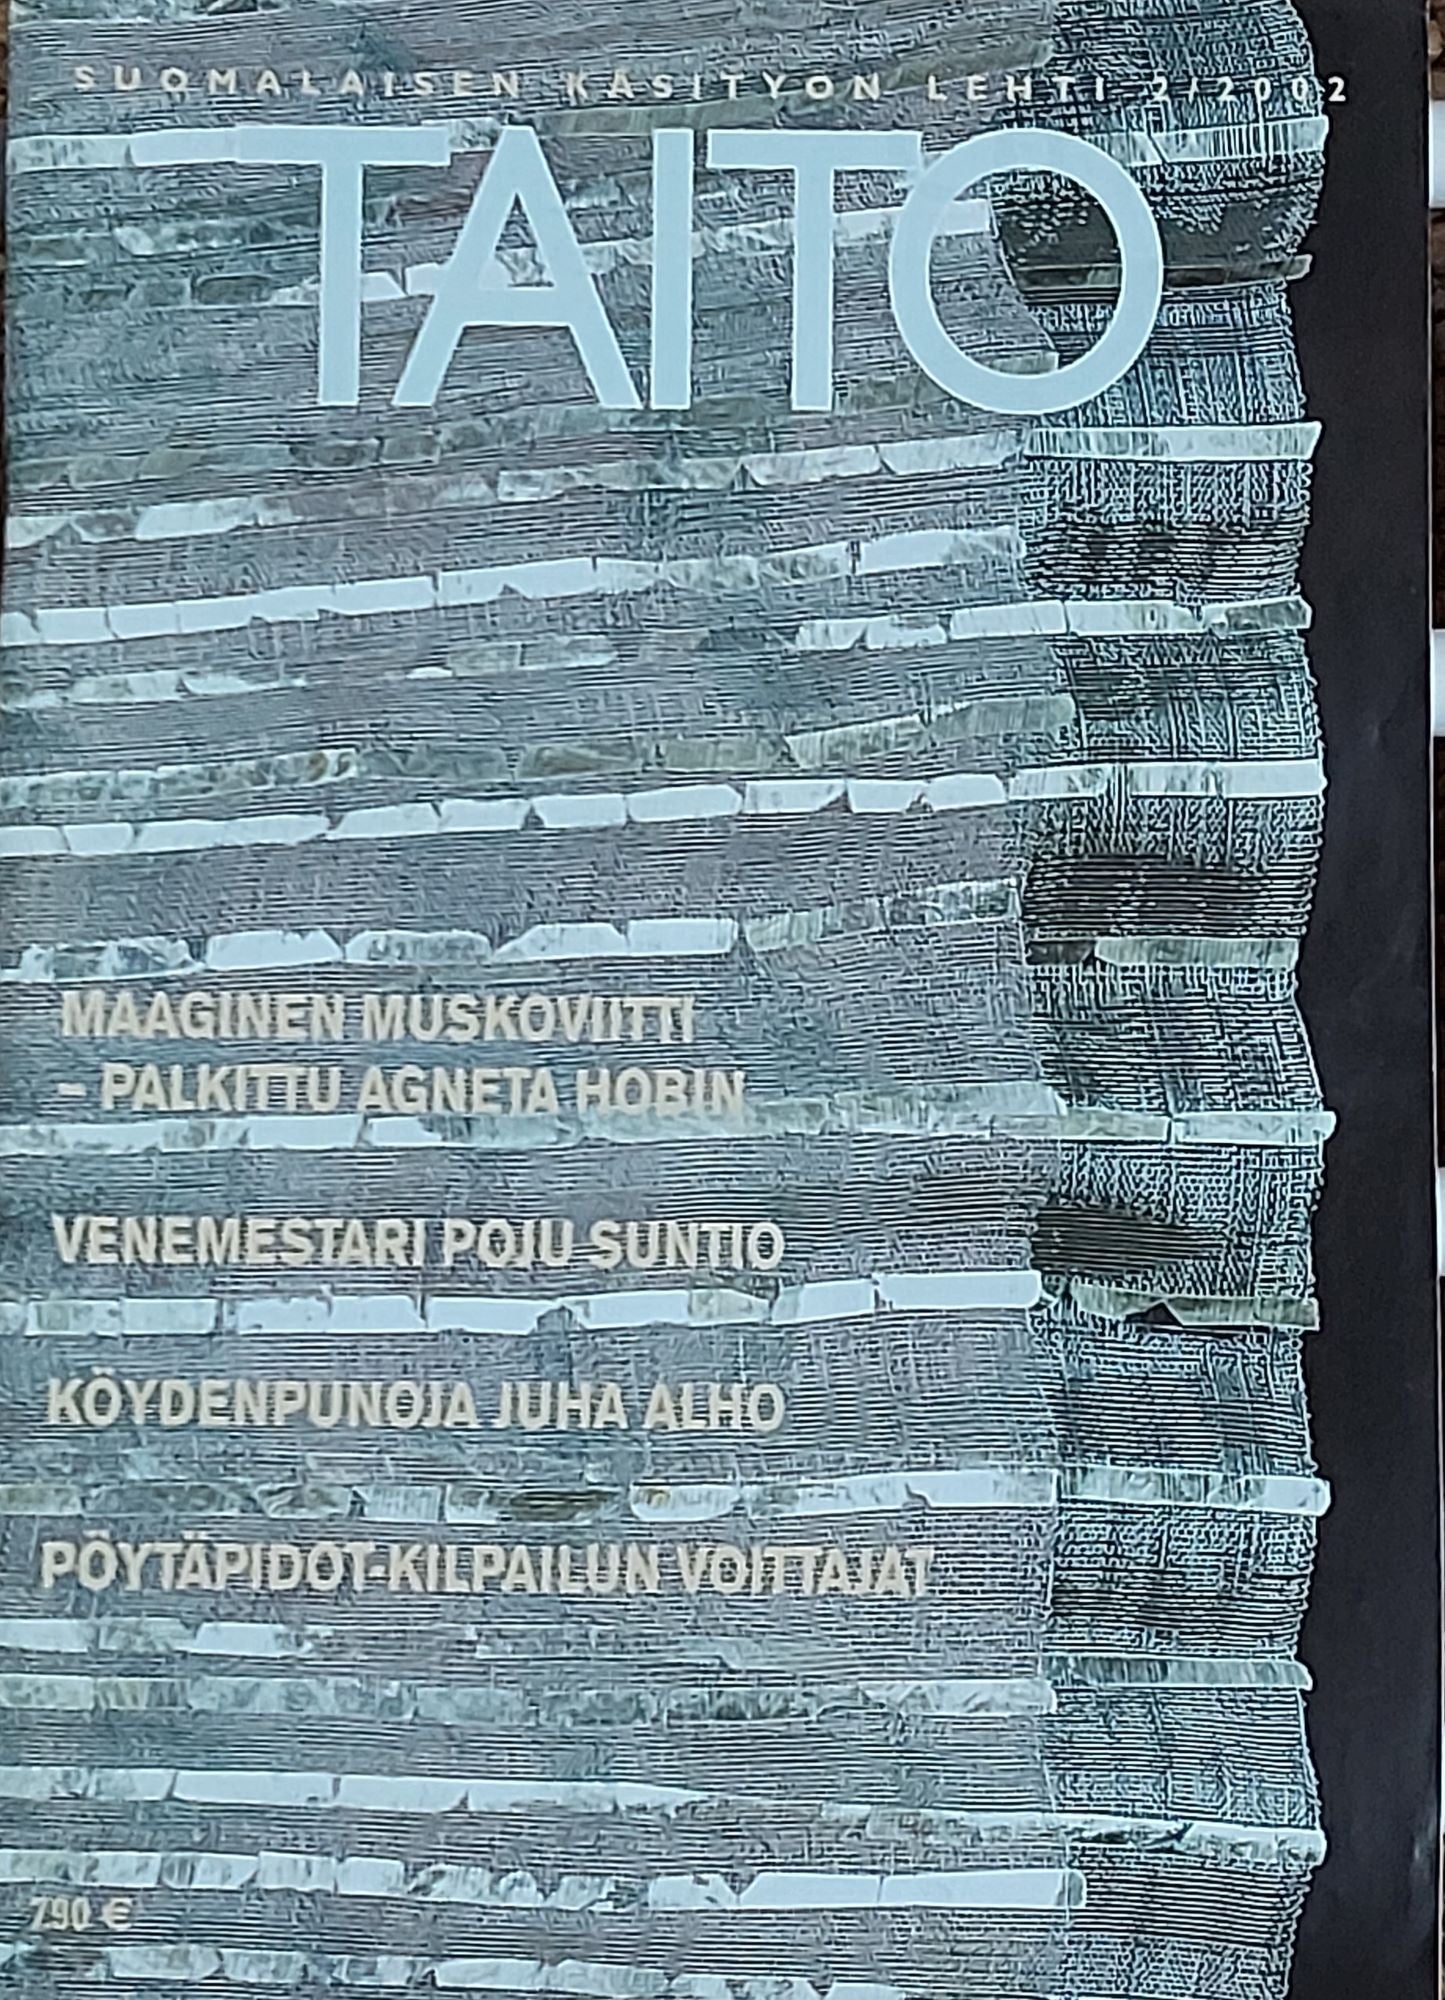 SUOMALAISEN KÄSITYÖN LEHTI 2/2002
TAITO
MAAGINEN MUSKOVIITTI
– PALKITTU AGNETA HOBIN
VENEMESTARI POJU SUNTIO
KÖYDENPUNOJA JUHA ALHO
PÖYTÄPIDOT-KILPAILUN VOITTAJAT
7.90 €